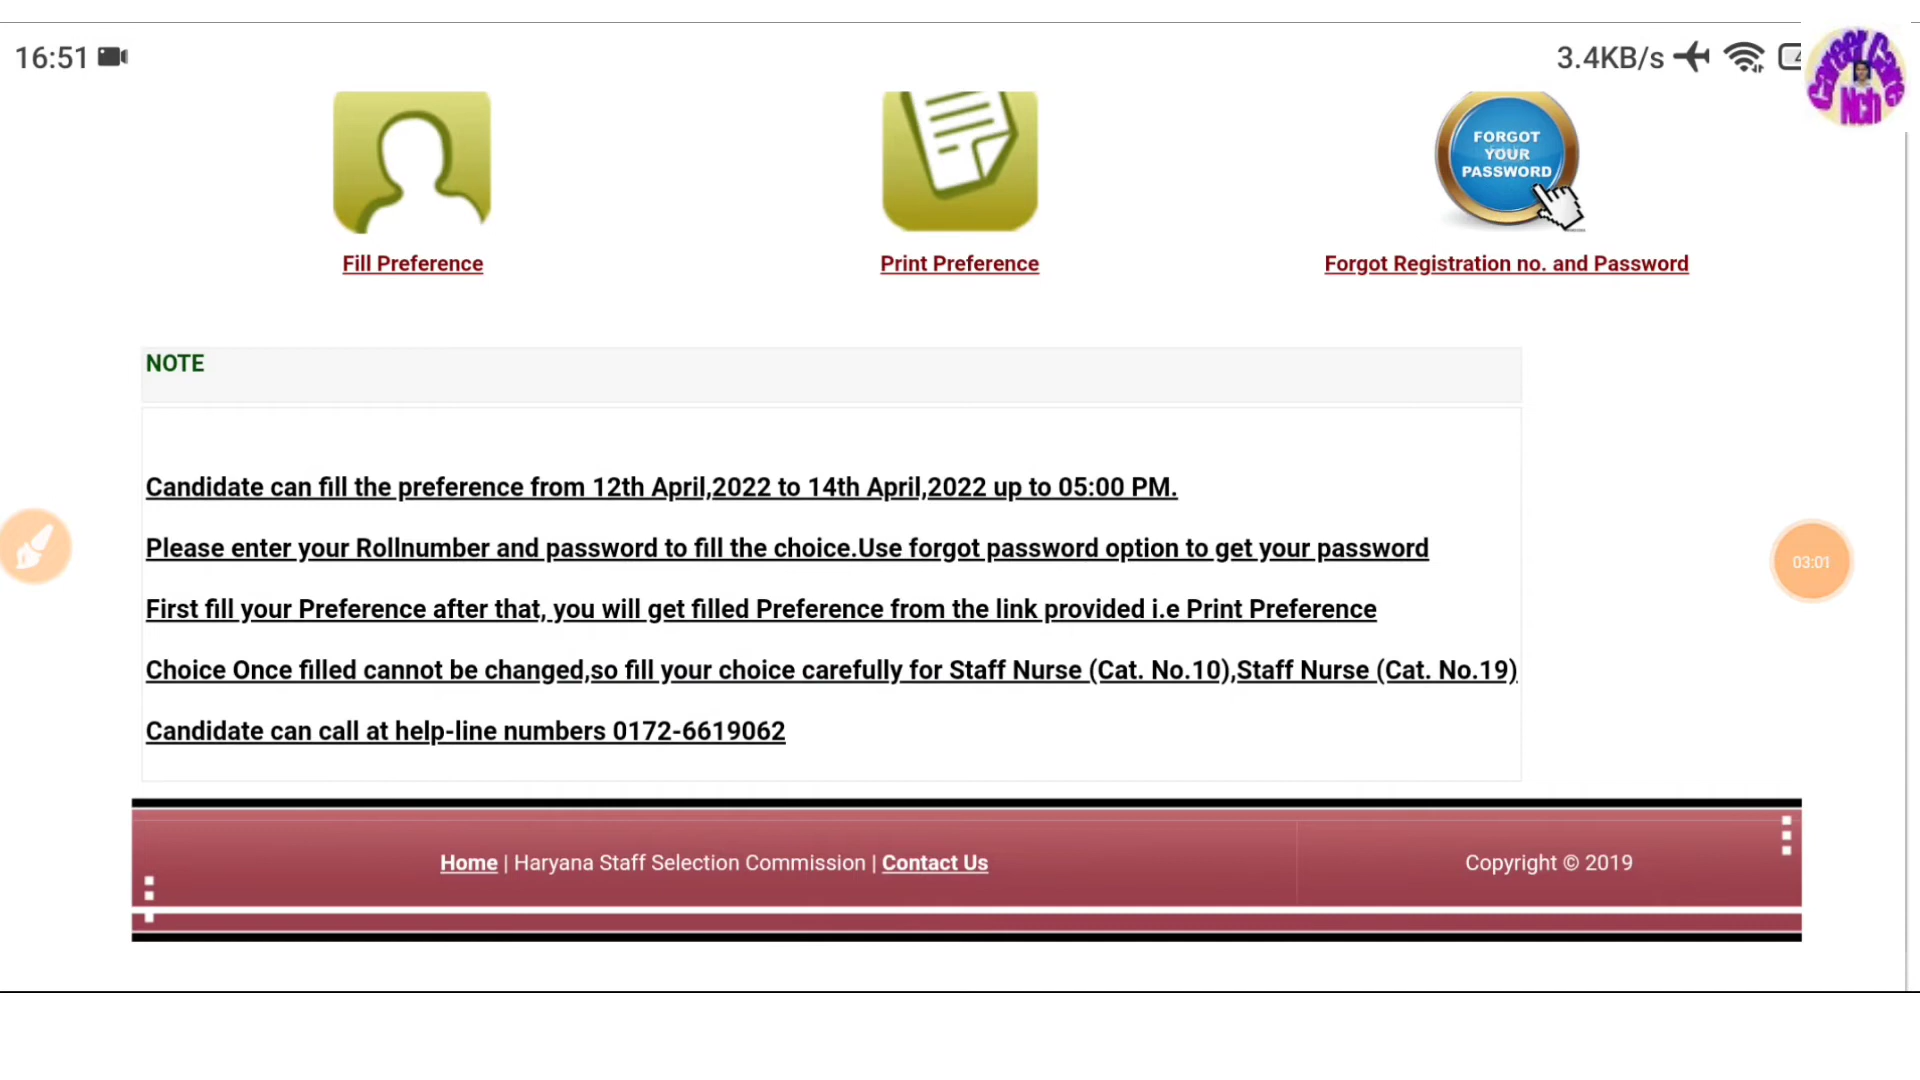 16:51
3.4KB/s
FORGOT
YOUR
PASSWORD
Fill Preference
Print Preference
Forgot Registration no. and Password
NOTE
Candidate can fill the preference from 12th April,2022 to 14th April,2022 up to 05:00 PM.
Please enter your Rollnumber and password to fill the choice.Use forgot password option to get your password
First fill your Preference after that, you will get filled Preference from the link provided i.e Print Preference
Choice Once filled cannot be changed,so fill your choice carefully for Staff Nurse (Cat. No.10),Staff Nurse (Cat. No.19)
Candidate can call at help-line numbers 0172-6619062
03:01
Home | Haryana Staff Selection Commission | Contact Us
Copyright © 2019